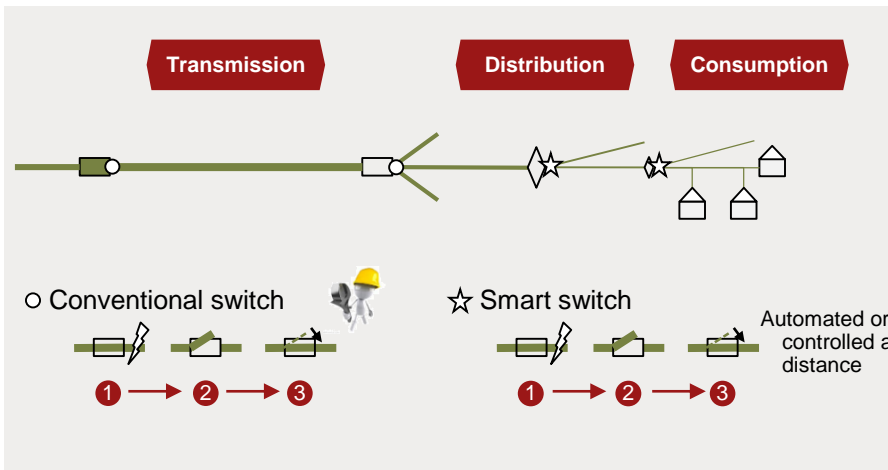 Transmission
Distribution
Consumption
Conventional switch
Smart switch
Automated or
controlled a
distance
1
2
3
1
2
3